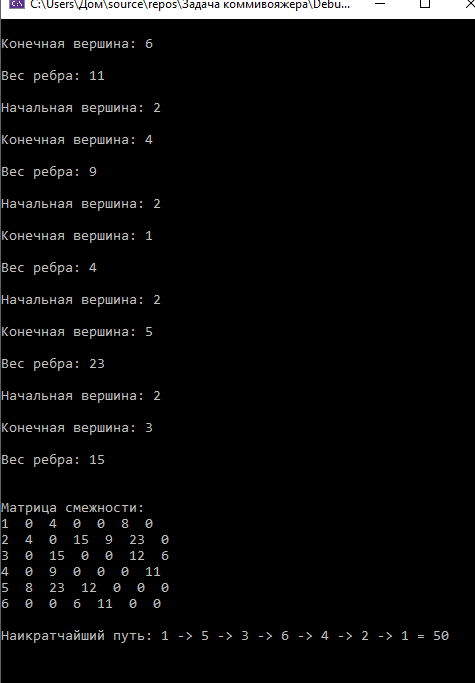 C:\Users\Дом\source\repos\Задача коммивояжера\Debu...
Конечная вершина: 6
Вес ребра: 11
Начальная вершина: 2
Конечная вершина: 4
Вес ребра: 9
Начальная вершина: 2
Конечная вершина: 1
Вес ребра: 4
Начальная вершина: 2
Конечная вершина: 5
Вес ребра: 23
Начальная вершина: 2
Конечная вершина: 3
Вес ребра: 15
Матрица смежности:
1 0 4 0 0 8 0
2 4 0 15 9 23 0
3 0 15 0 0 12 6
4 0 9 0 0 0 11
5 8 23 12 0 0 0
6 0 0 6 11 0 0
Наикратчайший путь: 1 -> 5 -> 3 -> 6 -> 4 -> 2 -> 1 = 50